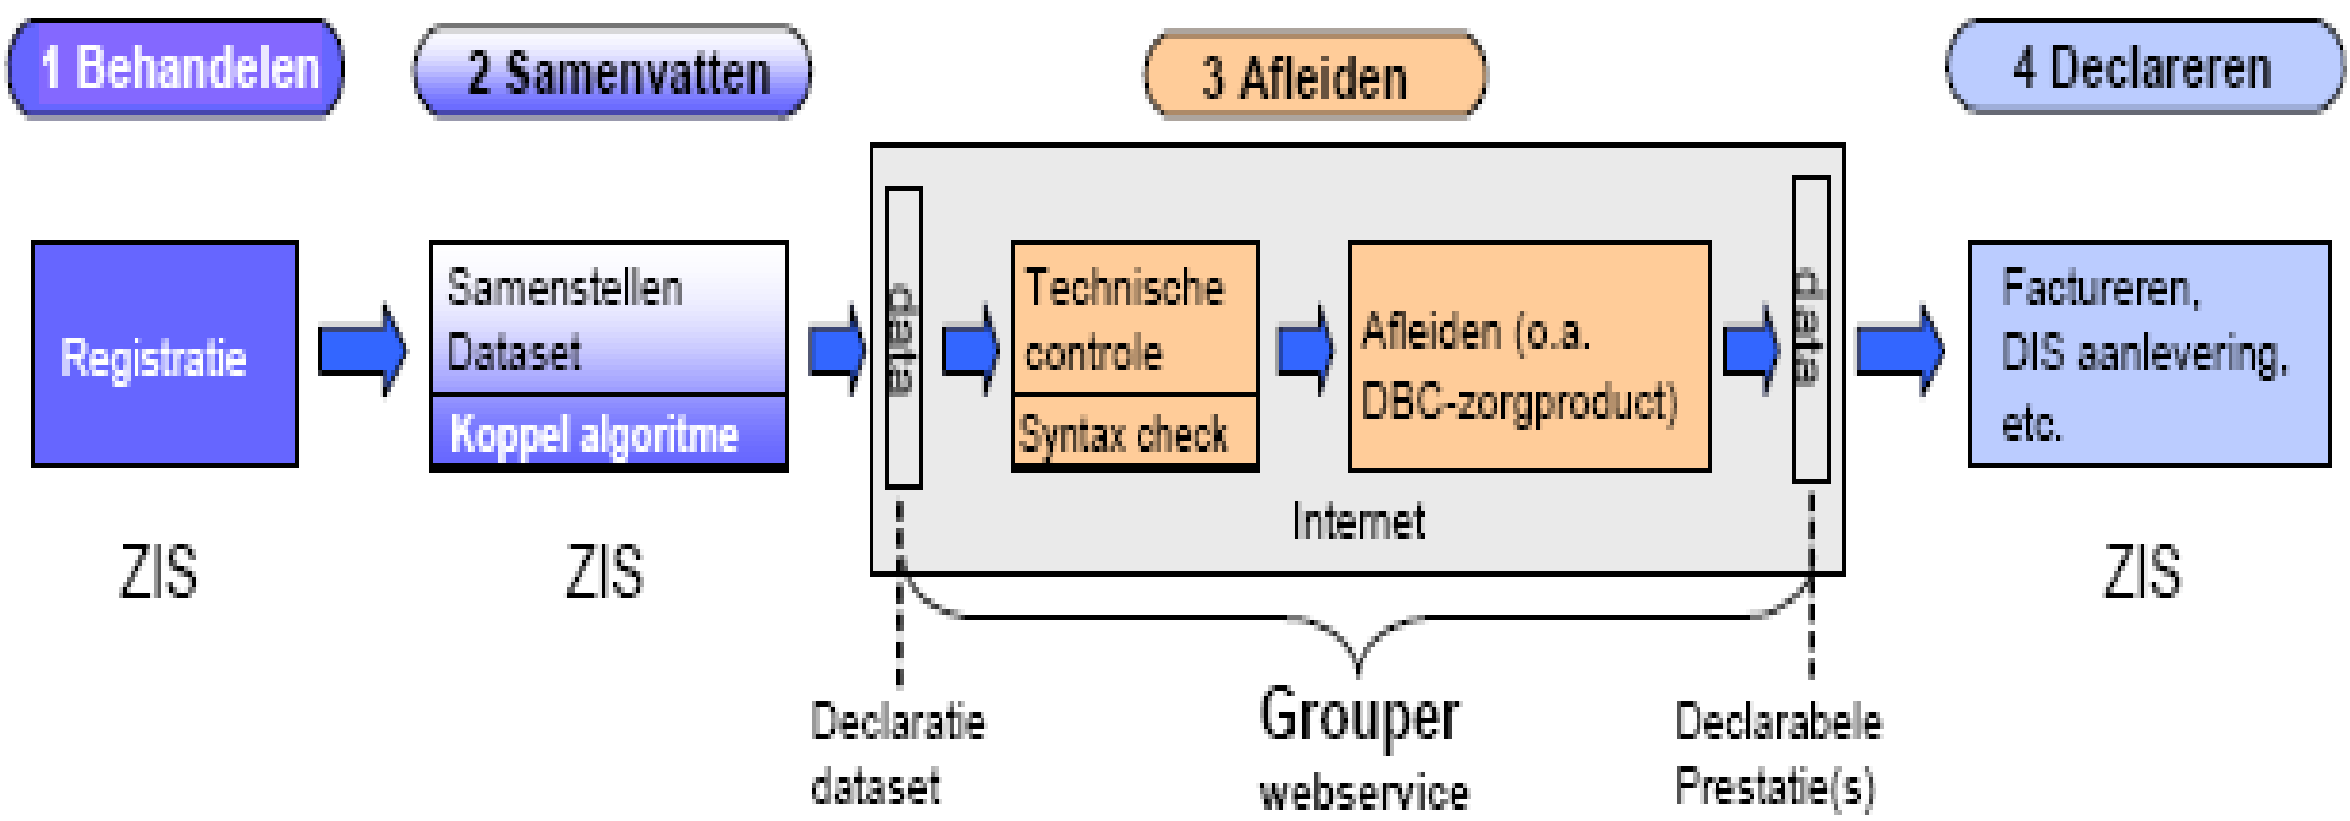 1 Behandelen
2 Samenvatten
3 Afleiden
4 Declareren
Registratie
ZIS
Samenstellen
Dataset
Koppel algoritme
ZIS
data
Technische
controle
Syntax check
Afleiden (o.a.
DBC-zorgproduct)
data
Internet
Factureren,
DIS aanlevering,
etc.
ZIS
Declaratie
dataset
Grouper
webservice
Declarabele
Prestatie(s)